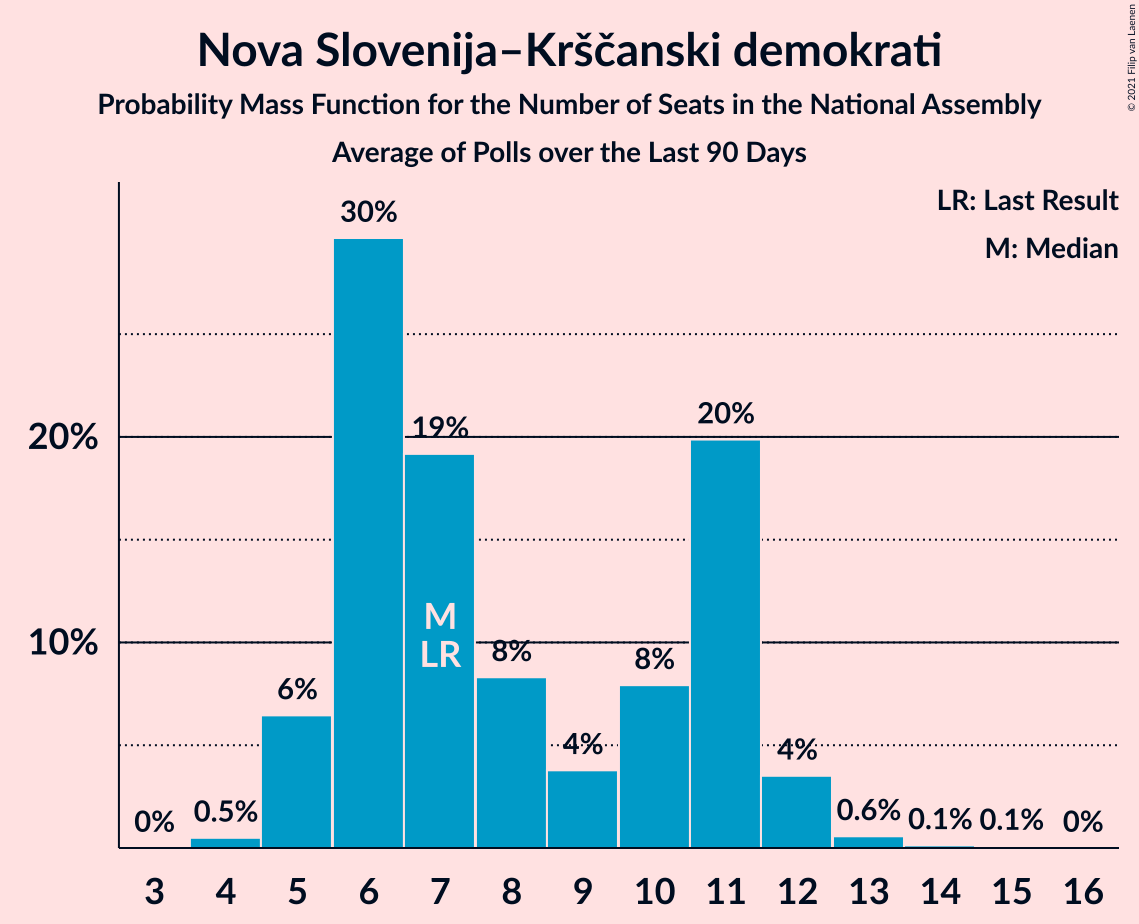 Nova Slovenija–Krščanski demokrati
Probability Mass Function for the Number of Seats in the National Assembly
Average of Polls over the Last 90 Days
© 2021 Filip van Laenen
LR: Last Result
M: Median
30%
20%
19%
20%
10%
M
LR
8%
8%
6%
4%
4%
0%
0.5%
0.6%
0.1%
0.1%
0%
3 4 5 6 7 8 9 10 11 12 13 14 15 16